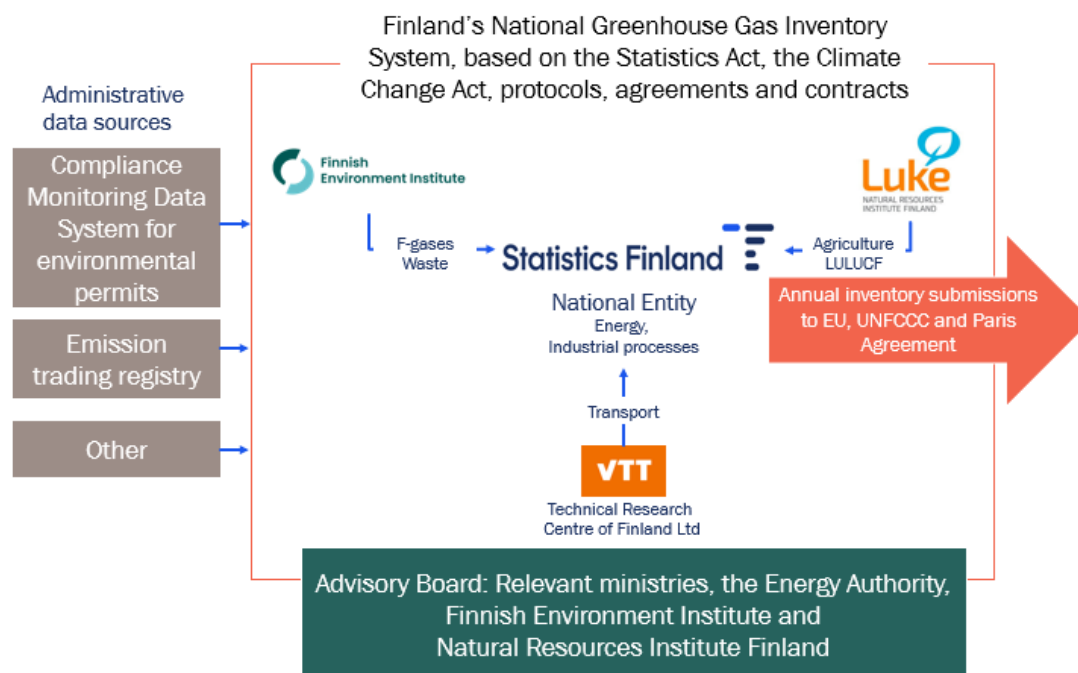 Finland's National Greenhouse Gas Inventory
System, based on the Statistics Act, the Climate
Change Act, protocols, agreements and contracts
Administrative
data sources
Compliance
Monitoring Data
System for
environmental
permits
Emission
trading registry
Other
Finnish
Environment Institute
F-gases
Waste
Luke
NATURAL RESOURCES
INSTITUTE FINLAND
Agriculture
LULUCF
Statistics Finland
National Entity
Energy,
Industrial processes
Transport
VTT
Technical Research
Centre of Finland Ltd
Annual inventory submissions
to EU, UNFCCC and Paris
Agreement
Advisory Board: Relevant ministries, the Energy Authority,
Finnish Environment Institute and
Natural Resources Institute Finland